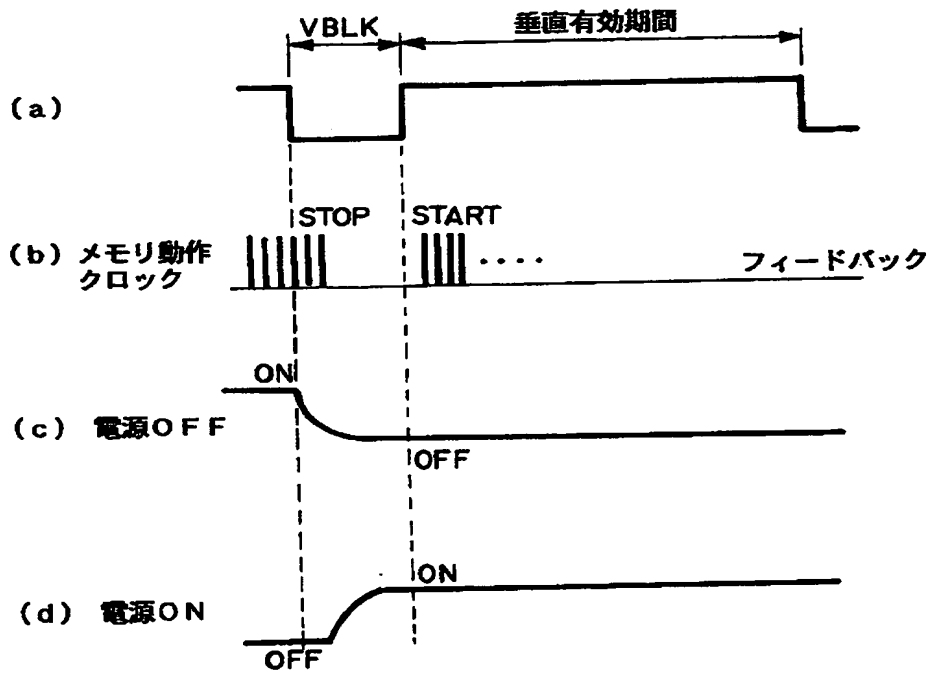 VBLK 垂直有効期間
(a)
STOP START
(b) メモリ動作
クロック
････
フィードバック
ON
(c) 電源OFF
OFF
ON
(d) 電源ON
OFF